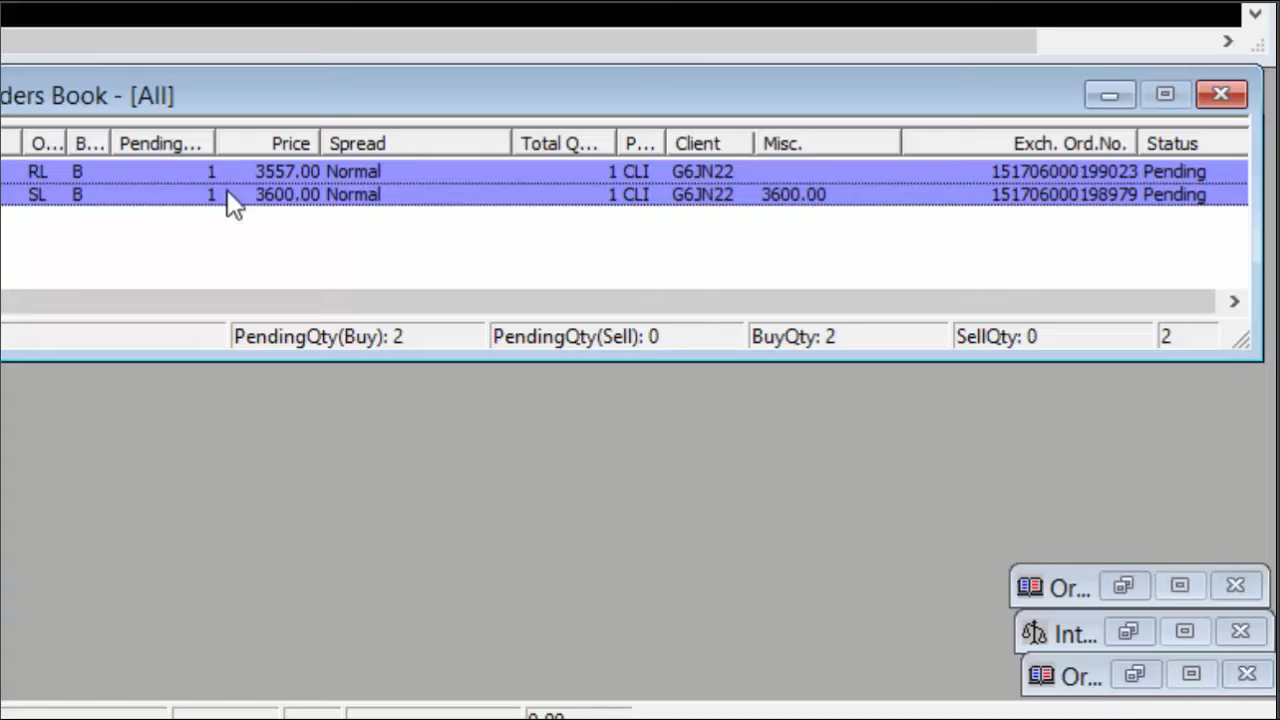 ders Book - [All]
O... B... Pending... Price Spread Total Q... P... Client Misc. Exch. Ord.No. Status
RL B 1 3557.00 Normal 1 CLI G6JN22 151706000199023 Pending
SL B 1 3600.00 Normal 1 CLI G6JN22 3600.00 151706000198979 Pending
PendingQty(Buy): 2 PendingQty(Sell): 0 BuyQty: 2 SellQty: 0 2
Or...
Int...
Or...
0.00